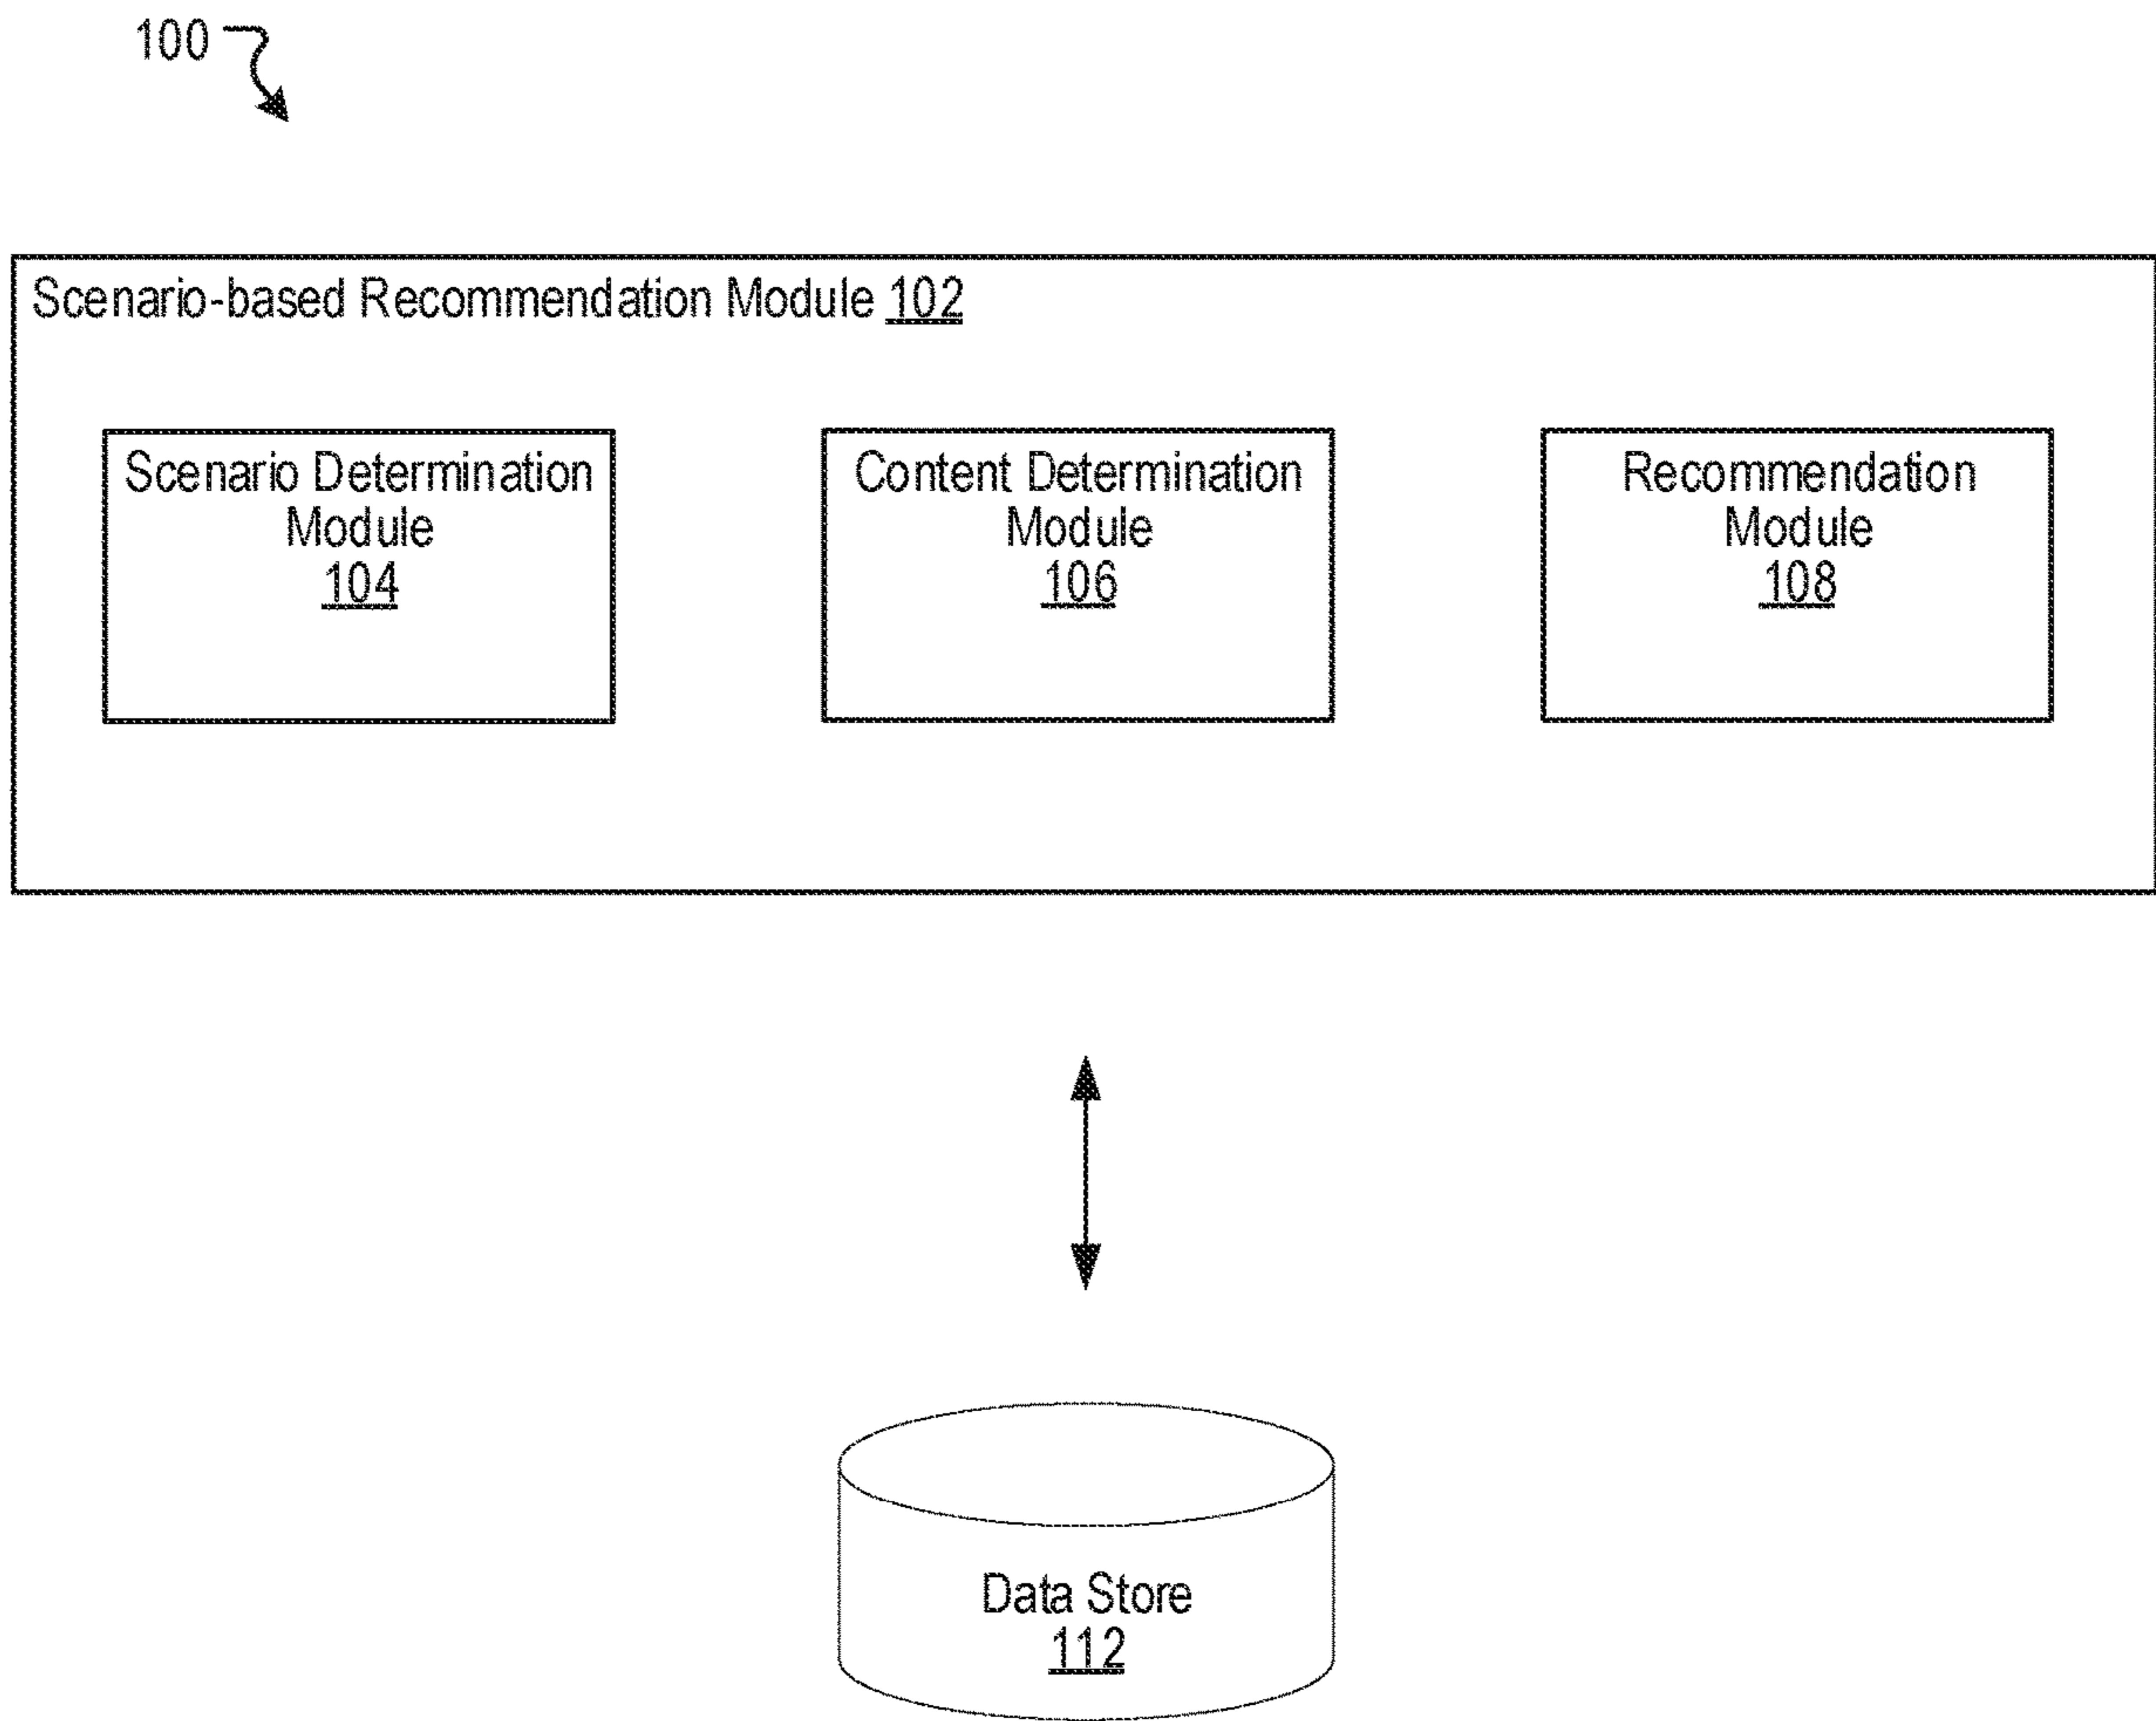 100
Scenario-based Recommendation Module 102
Scenario Determination
Module
104
Content Determination
Module
106
Recommendation
Module
108
Data Store
112